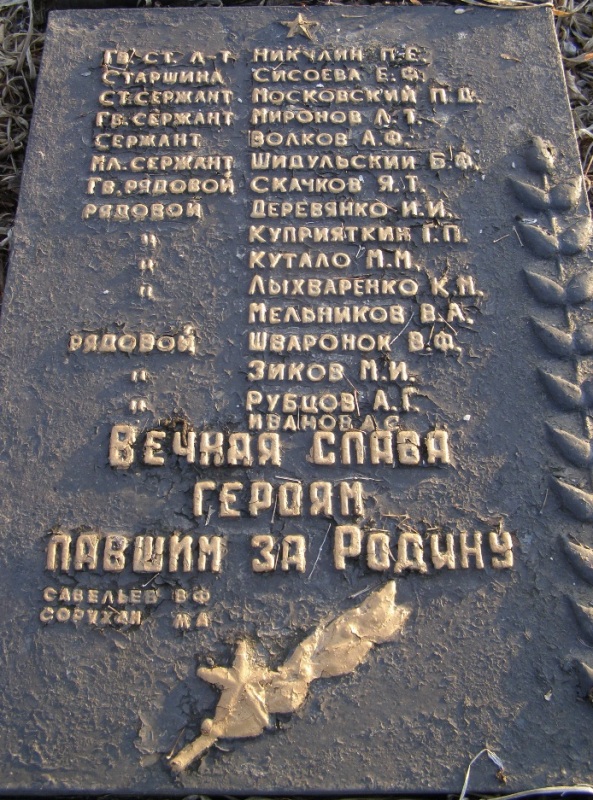 Гв. ст. л-т Никулин П.Е.
Старшина Сисоева Е.Ф.
Ст. сержант Московский П.Д.
Гв. сержант Миронов Л.Т.
Сержант Волков А.Ф.
Мл. сержант Шидульский Б.Ф.
Гв. рядовой Скачков Я.Т.
Рядовой Деревянко И.И.
" Куприяткин Г.П.
" Кутало М.М.
" Лыхваренко К.М.
Мельников В.А.
Рядовой Шваронок В.Ф.
" Зиков М.И.
" Рубцов А.Г.
Иванов А С
Вечная слава
героям
павшим за Родину
Савельев В Ф
Сорухан М А